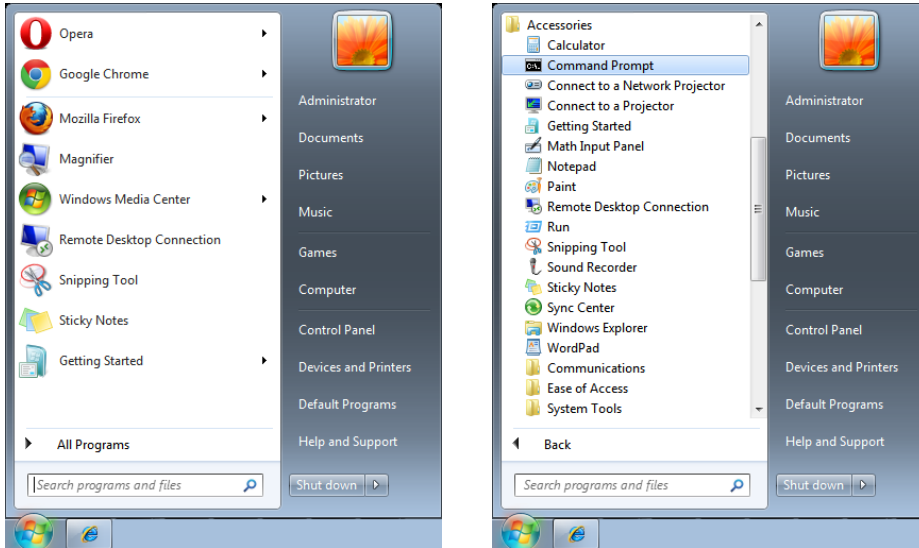 Opera
Google Chrome
Mozilla Firefox
Magnifier
Windows Media Center
Remote Desktop Connection
Snipping Tool
Sticky Notes
Getting Started
All Programs
Search programs and files
Administrator
Documents
Pictures
Music
Games
Computer
Control Panel
Devices and Printers
Default Programs
Help and Support
Shut down
Accessories
Calculator
Command Prompt
Connect to a Network Projector
Connect to a Projector
Getting Started
Math Input Panel
Notepad
Paint
Remote Desktop Connection
Run
Snipping Tool
Sound Recorder
Sticky Notes
Sync Center
Windows Explorer
WordPad
Communications
Ease of Access
System Tools
Back
Search programs and files
Administrator
Documents
Pictures
Music
Games
Computer
Control Panel
Devices and Printers
Default Programs
Help and Support
Shut down